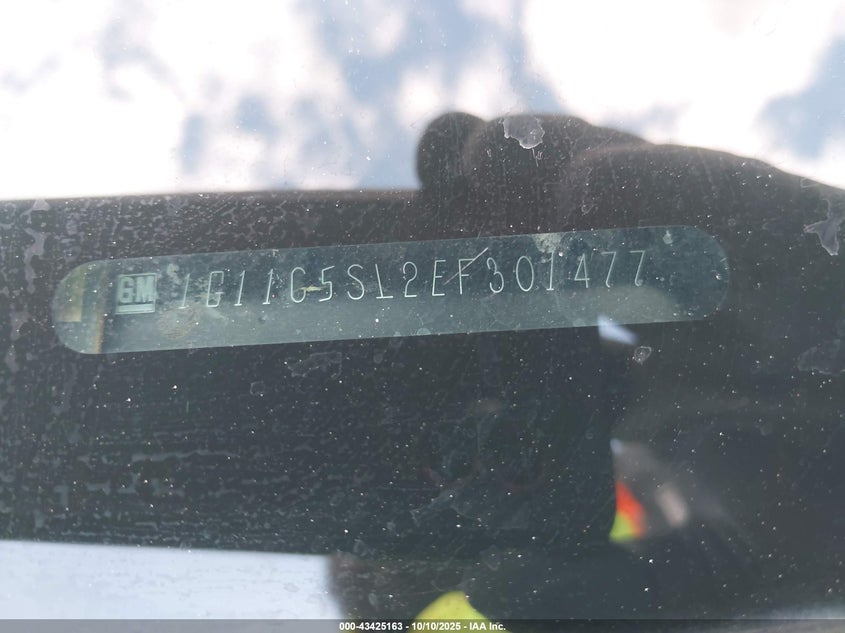 GM 1G11C5SL2EF301477
000-43425163 - 10/10/2025 - IAA Inc.